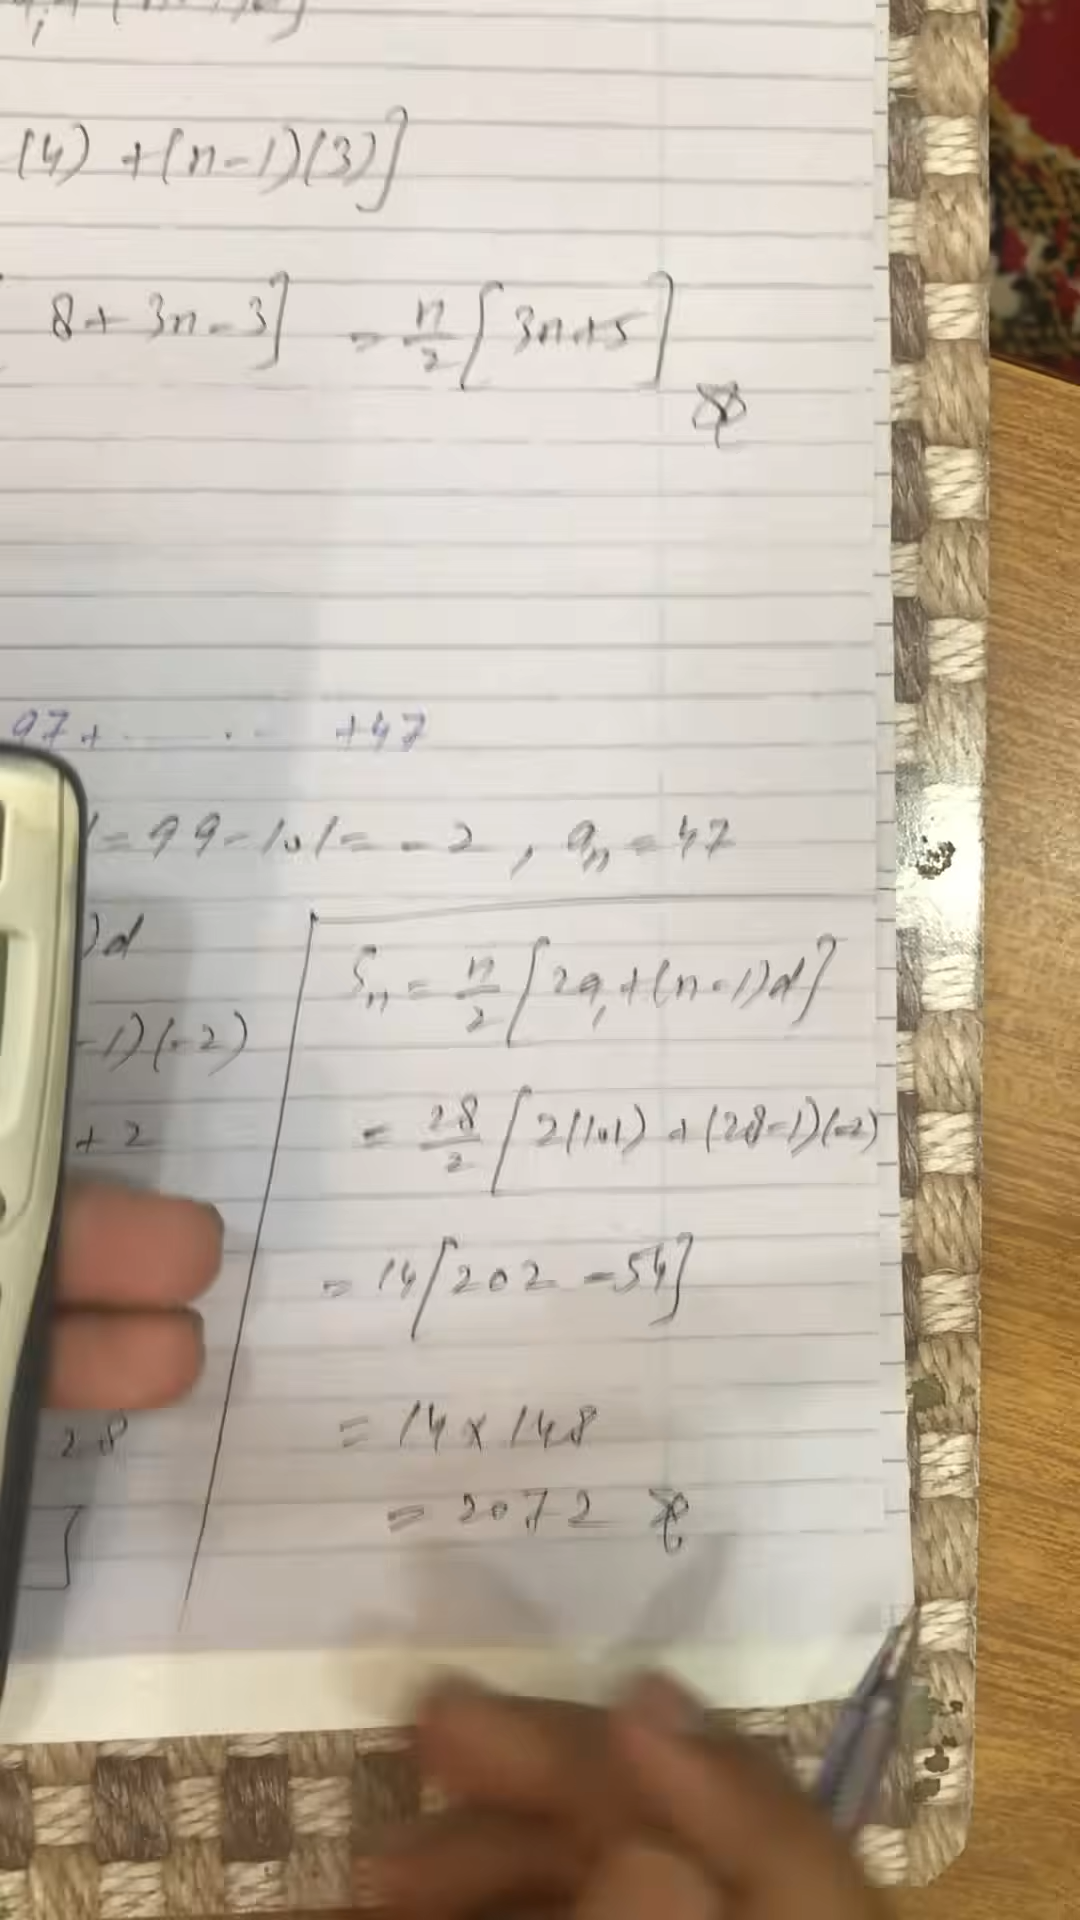 (4) + (n-1)(3)]
8 + 3n - 3] = n/2 [3n+5]
97 + ........ + 47
= 99 - 101 = -2 , aₙ = 47
)d
-1)(-2)
+ 2
28
Sₙ = n/2 [2a₁ + (n-1)d]
= 28/2 [2(101) + (28-1)(-2)
= 14 [202 - 54]
= 14 × 148
= 2072